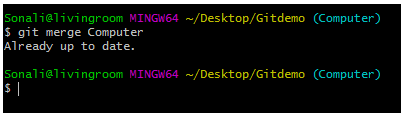 Sonali@livingroom MINGW64 ~/Desktop/Gitdemo (Computer)
$ git merge Computer
Already up to date.
Sonali@livingroom MINGW64 ~/Desktop/Gitdemo (Computer)
$